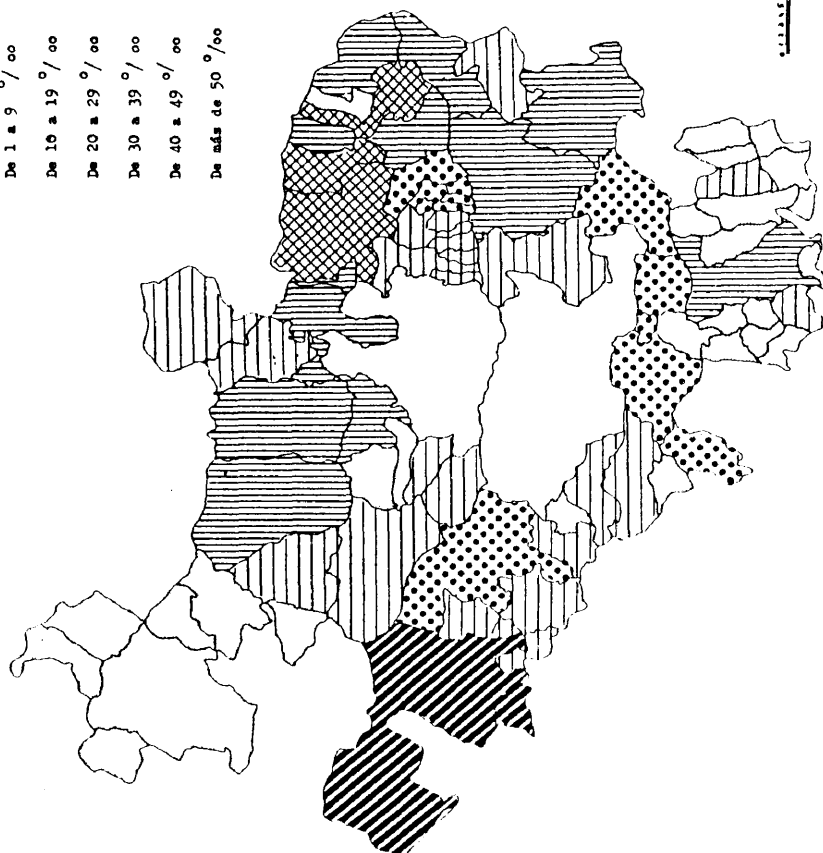 De 1 a 9 °/oo
De 10 a 19 °/oo
De 20 a 29 °/oo
De 30 a 39 °/oo
De 40 a 49 °/oo
De más de 50 °/oo